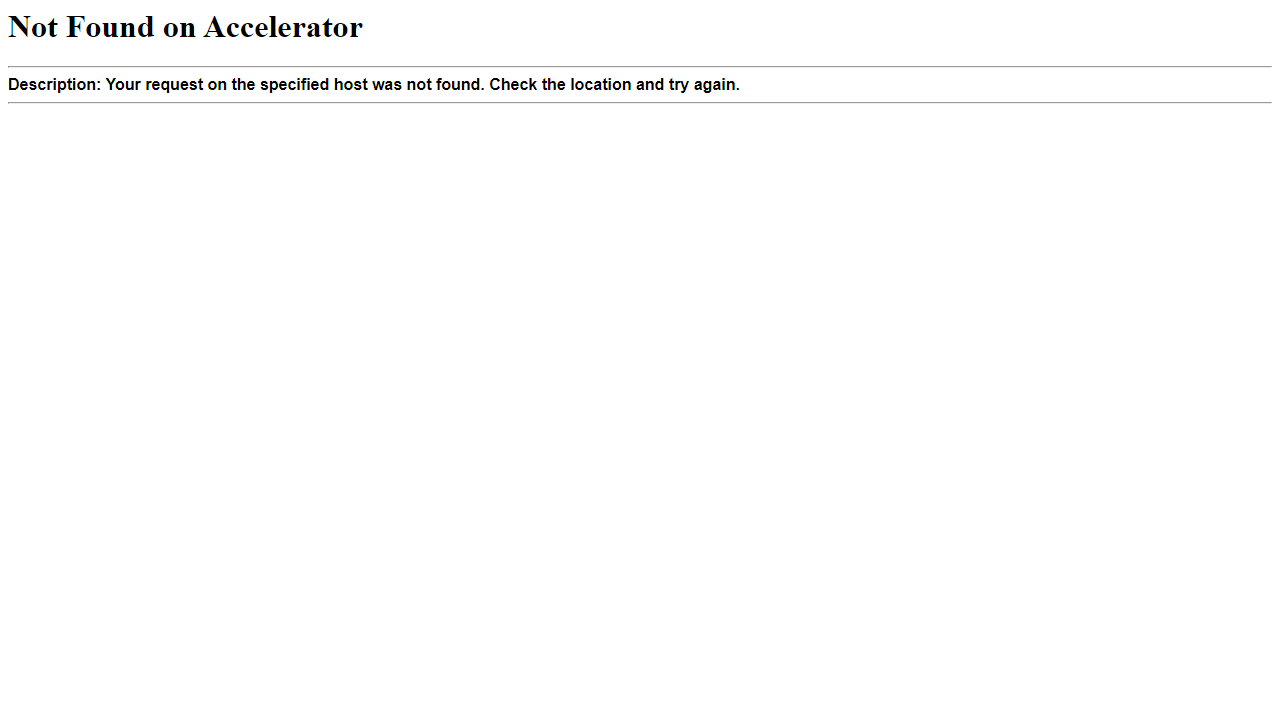 Not Found on Accelerator
Description: Your request on the specified host was not found. Check the location and try again.